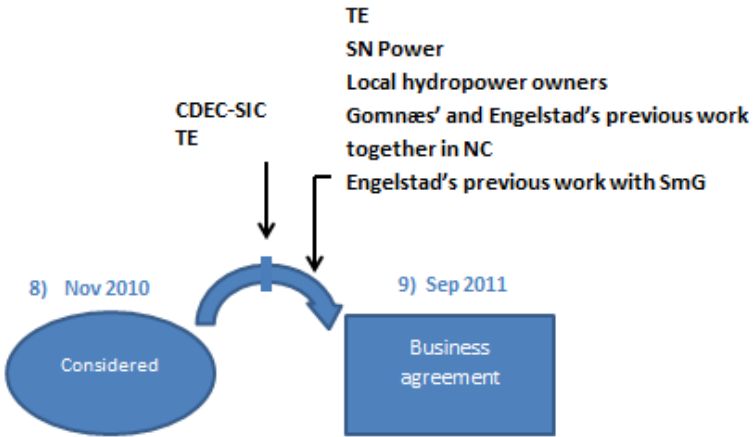 TE
SN Power
Local hydropower owners
Gomnæs' and Engelstad's previous work
together in NC
Engelstad's previous work with SmG
CDEC-SIC
TE
8) Nov 2010
9) Sep 2011
Considered
Business
agreement